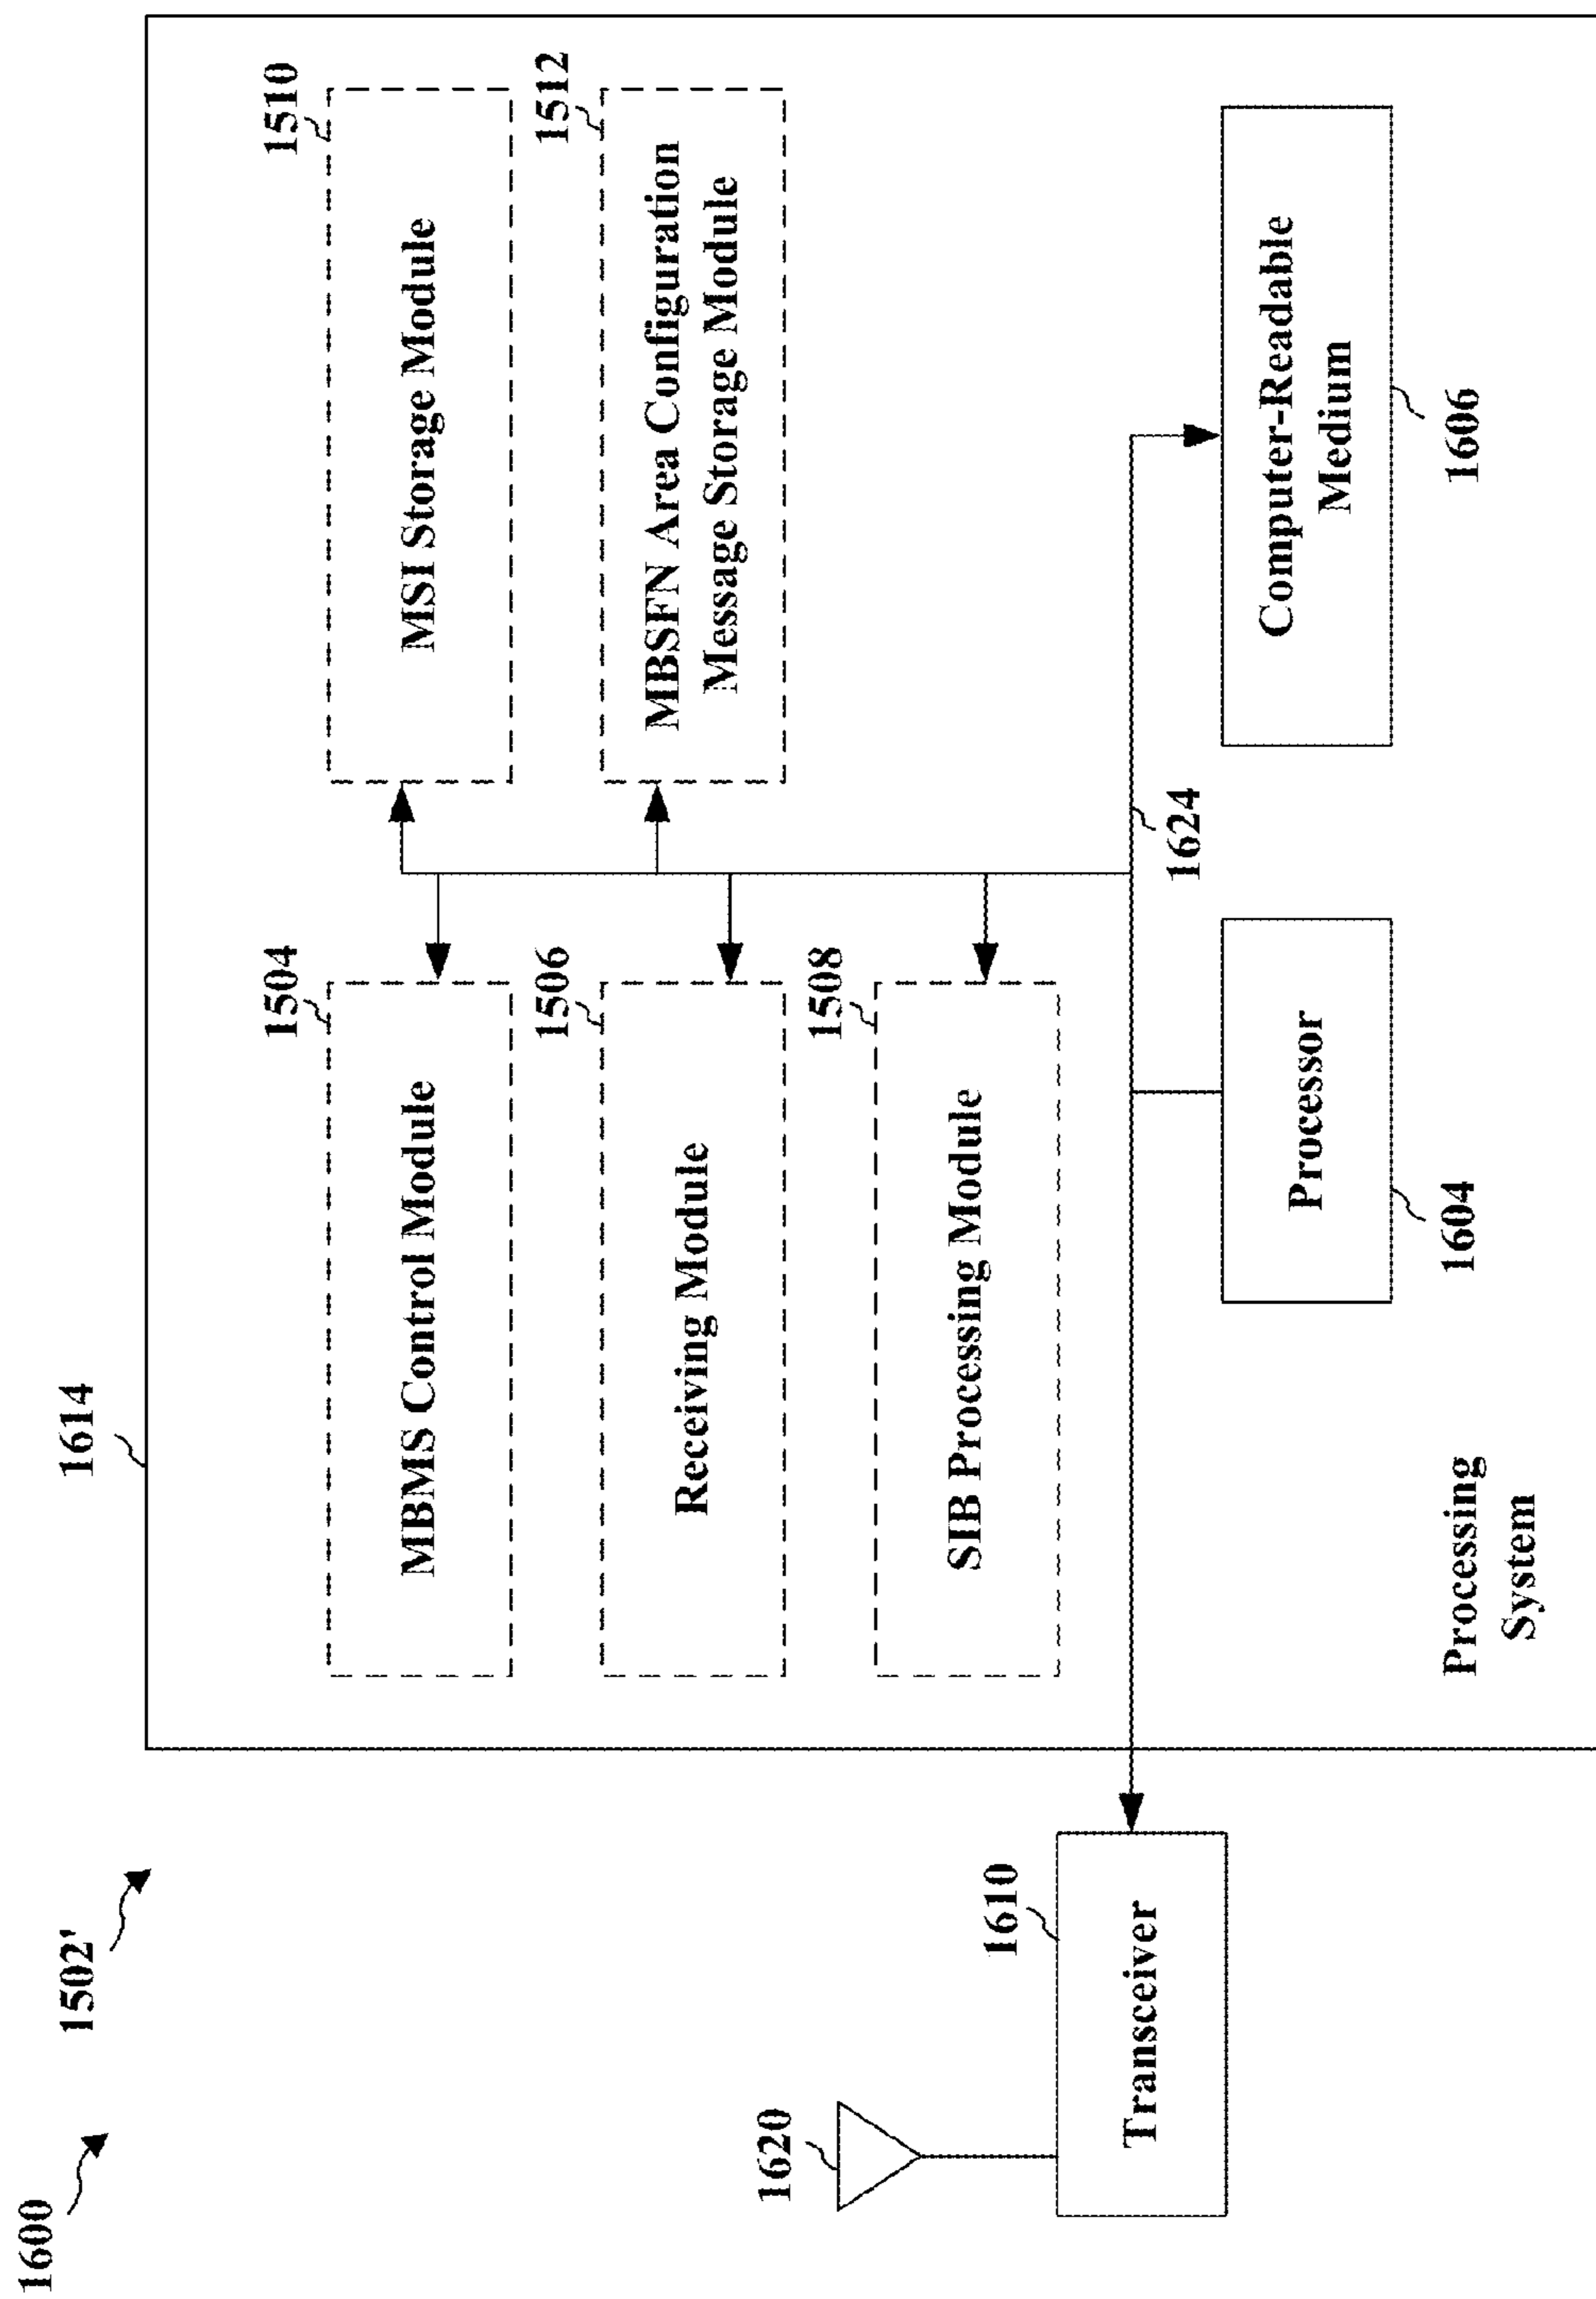 1600
1502'
1614
1504
MBMS Control Module
1510
MSI Storage Module
1506
Receiving Module
1512
MBSFN Area Configuration
Message Storage Module
1508
SIB Processing Module
1620
1610
Transceiver
1624
Processor
1604
Computer-Readable
Medium
1606
Processing
System